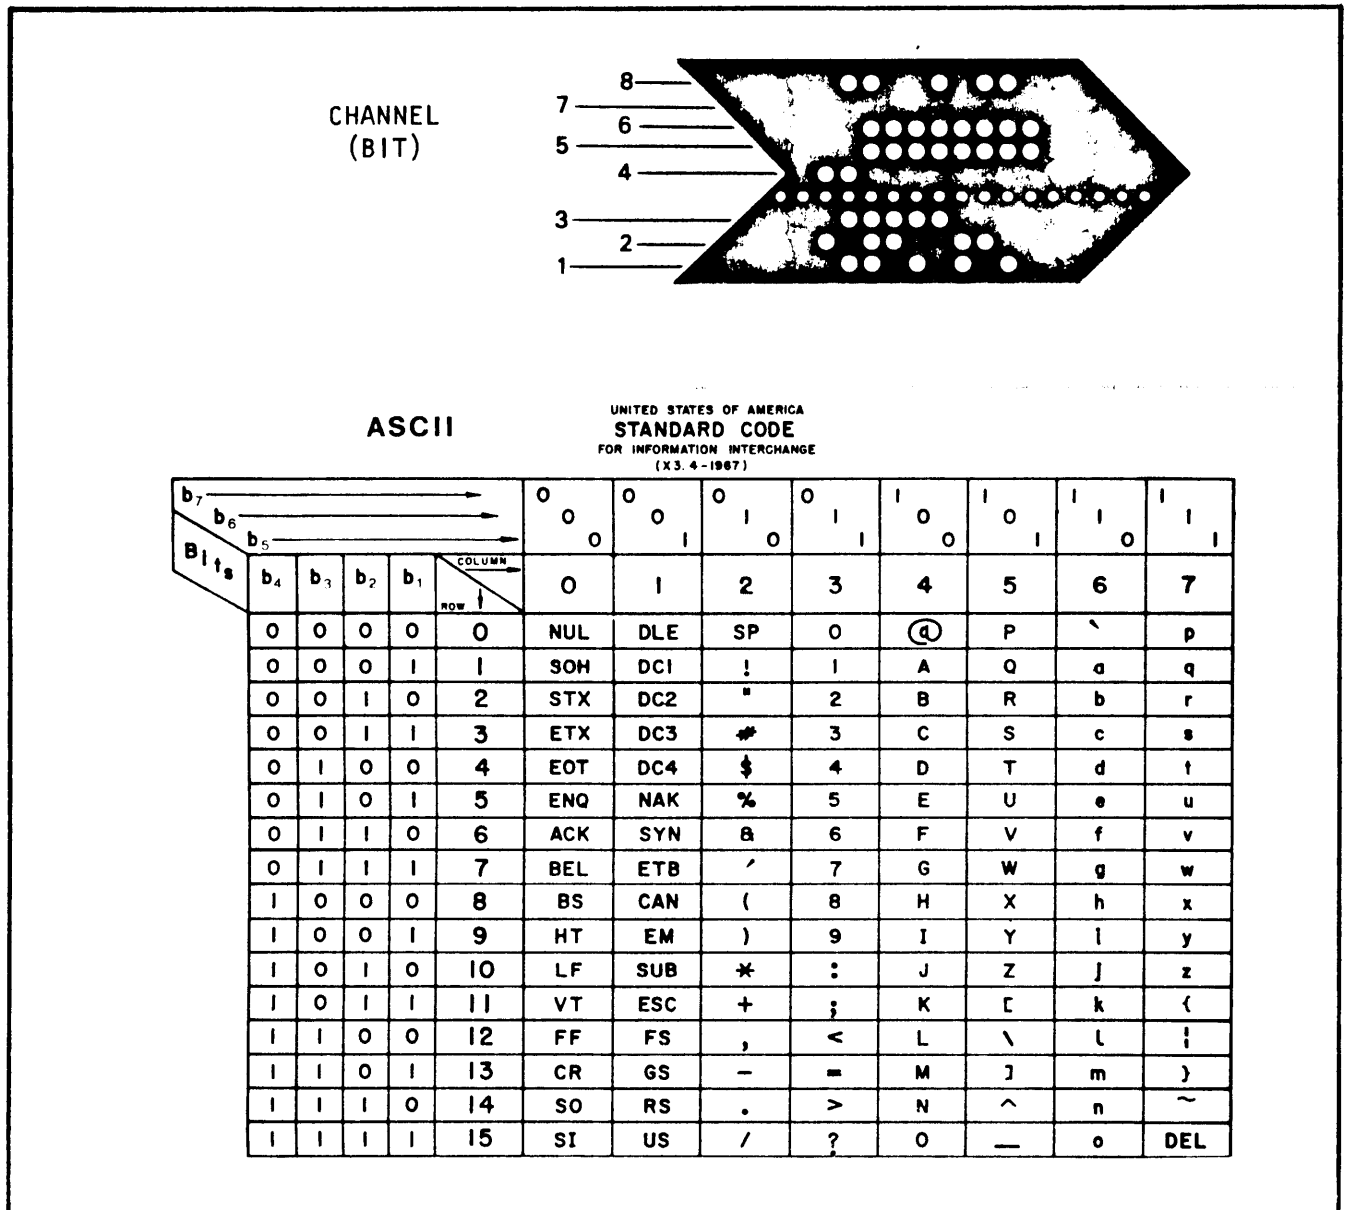 CHANNEL
(BIT)
8
7
6
5
4
3
2
1
ASCII
UNITED STATES OF AMERICA
STANDARD CODE
FOR INFORMATION INTERCHANGE
(X3.4-1967)
b7 0 0 0 0 1 1 1 1
b6 0 0 1 1 0 0 1 1
b5 0 1 0 1 0 1 0 1
Bits
COLUMN
b4 b3 b2 b1 0 1 2 3 4 5 6 7
ROW
0 0 0 0 0 NUL DLE SP 0 @ P ` p
0 0 0 1 1 SOH DC1 ! 1 A Q a q
0 0 1 0 2 STX DC2 " 2 B R b r
0 0 1 1 3 ETX DC3 # 3 C S c s
0 1 0 0 4 EOT DC4 $ 4 D T d t
0 1 0 1 5 ENQ NAK % 5 E U e u
0 1 1 0 6 ACK SYN & 6 F V f v
0 1 1 1 7 BEL ETB ′ 7 G W g w
1 0 0 0 8 BS CAN ( 8 H X h x
1 0 0 1 9 HT EM ) 9 I Y i y
1 0 1 0 10 LF SUB * : J Z j z
1 0 1 1 11 VT ESC + ; K [ k {
1 1 0 0 12 FF FS , < L \ l ¦
1 1 0 1 13 CR GS − = M ] m }
1 1 1 0 14 SO RS . > N ^ n ~
1 1 1 1 15 SI US / ? O _ o DEL